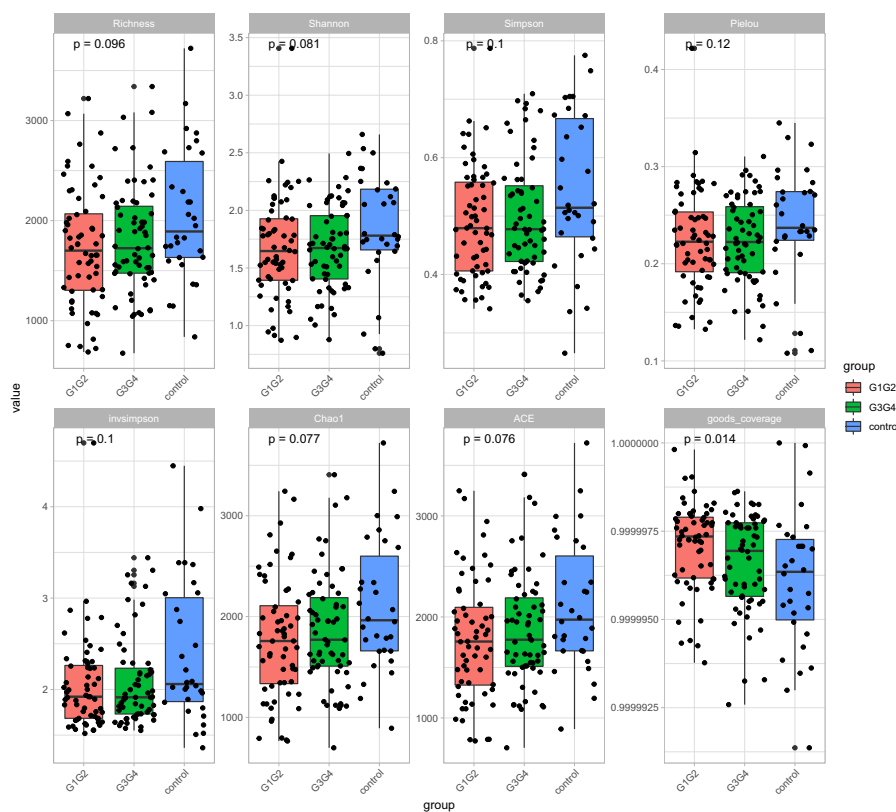 Richness
Shannon
Simpson
Pielou
p = 0.096
p = 0.081
p = 0.1
p = 0.12
3000
2000
1000
3.5
3.0
2.5
2.0
1.5
1.0
0.8
0.6
0.4
0.4
0.3
0.2
0.1
G1G2
G3G4
control
G1G2
G3G4
control
G1G2
G3G4
control
G1G2
G3G4
control
value
group
G1G2
G3G4
control
invsimpson
Chao1
ACE
goods_coverage
p = 0.1
p = 0.077
p = 0.076
p = 0.014
4
3
2
3000
2000
1000
3000
2000
1000
1.0000000
0.9999975
0.9999950
0.9999925
G1G2
G3G4
control
G1G2
G3G4
control
G1G2
G3G4
control
G1G2
G3G4
control
group